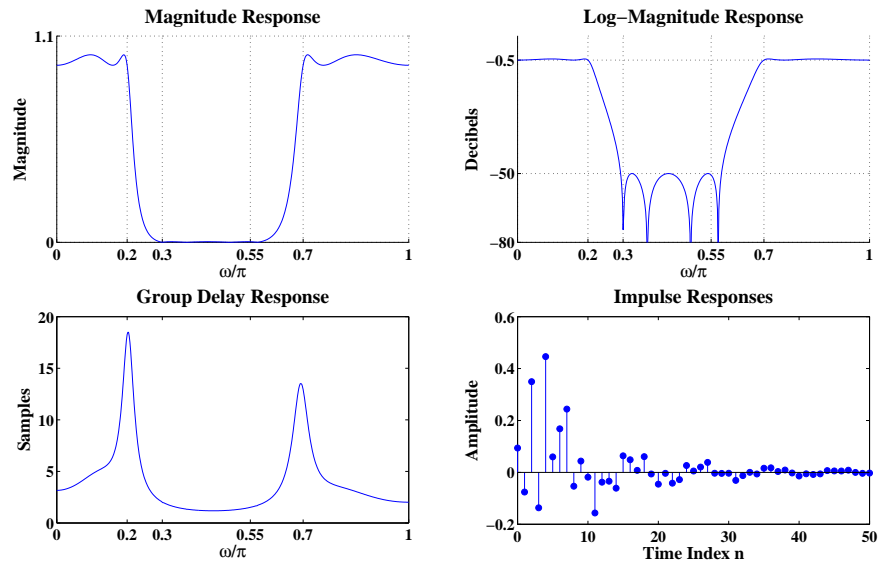 Magnitude Response
1.1
0
Magnitude
0 0.2 0.3 0.55 0.7 1
ω/π
Log−Magnitude Response
−0.5
−50
−80
Decibels
0 0.2 0.3 0.55 0.7 1
ω/π
Group Delay Response
20
15
10
5
0
Samples
0 0.2 0.3 0.55 0.7 1
ω/π
Impulse Responses
0.6
0.4
0.2
0
−0.2
Amplitude
0 10 20 30 40 50
Time Index n